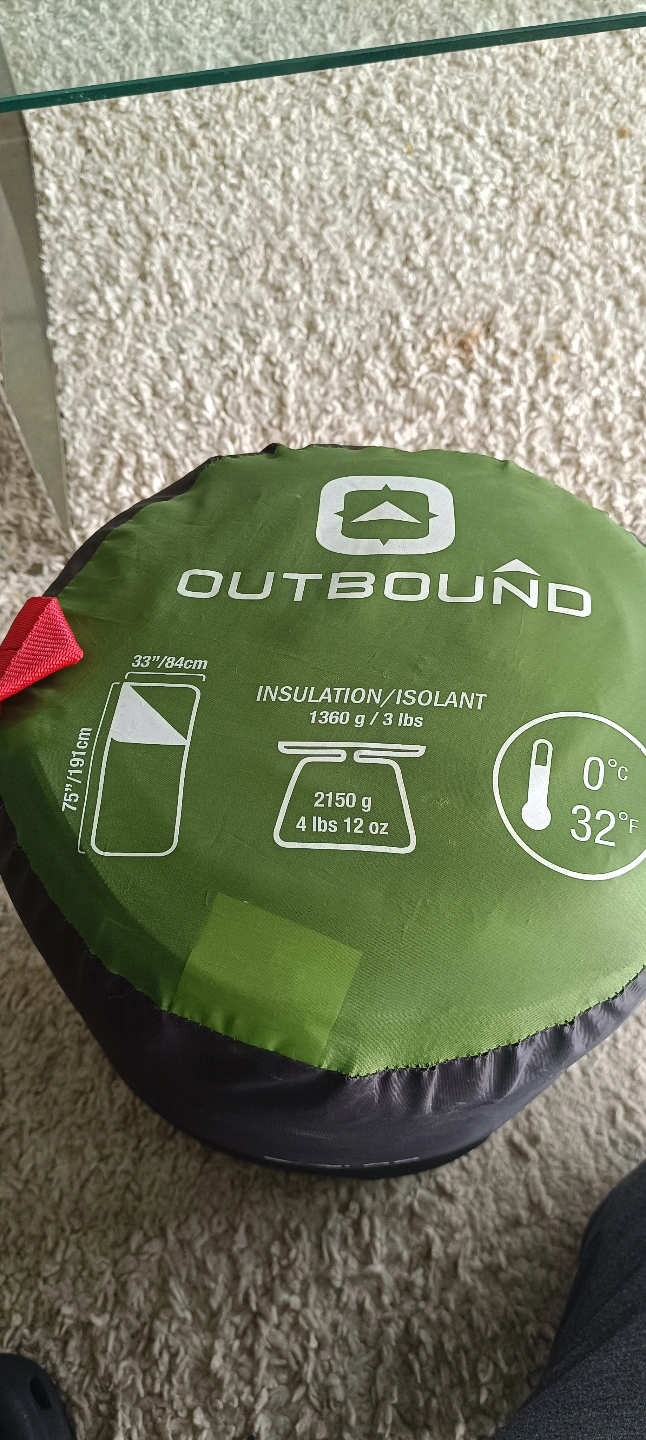 OUTBOUND
33”/84cm
75”/191cm
INSULATION/ISOLANT
1360 g / 3 lbs
2150 g
4 lbs 12 oz
0°C
32°F